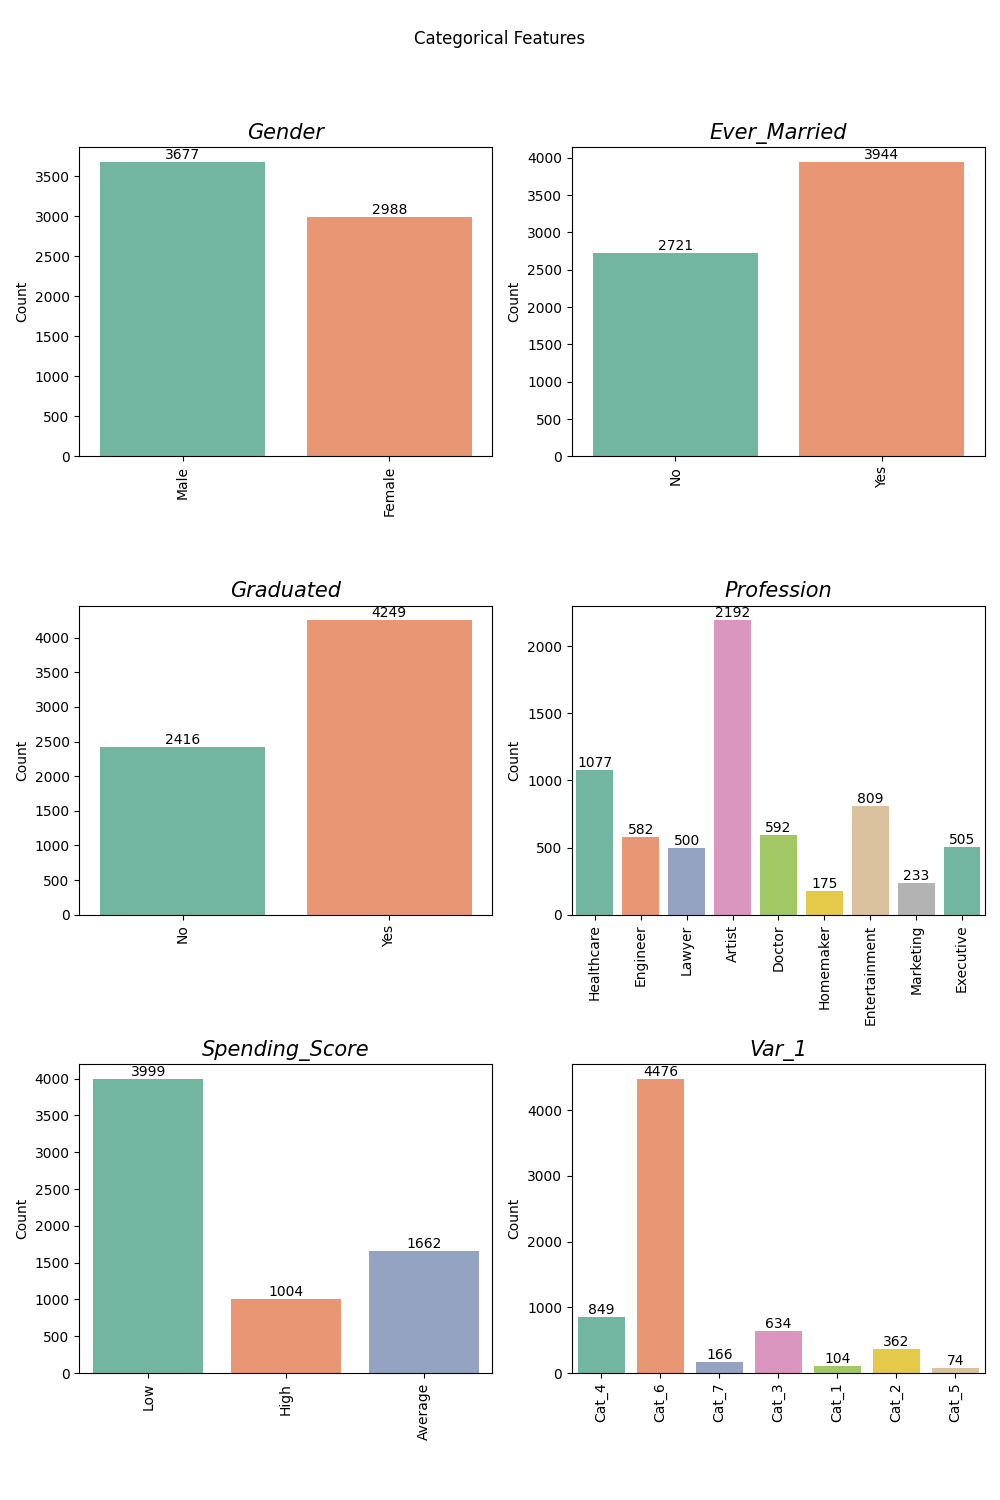 Categorical Features
Gender
3677
2988
3500
3000
2500
2000
1500
1000
500
0
Count
Male
Female
Ever_Married
3944
2721
4000
3500
3000
2500
2000
1500
1000
500
0
Count
No
Yes
Graduated
4249
2416
4000
3500
3000
2500
2000
1500
1000
500
0
Count
No
Yes
Profession
2192
1077
582
500
592
175
809
233
505
2000
1500
1000
500
0
Count
Healthcare
Engineer
Lawyer
Artist
Doctor
Homemaker
Entertainment
Marketing
Executive
Spending_Score
3999
1004
1662
4000
3500
3000
2500
2000
1500
1000
500
0
Count
Low
High
Average
Var_1
4476
849
166
634
104
362
74
4000
3000
2000
1000
0
Count
Cat_4
Cat_6
Cat_7
Cat_3
Cat_1
Cat_2
Cat_5